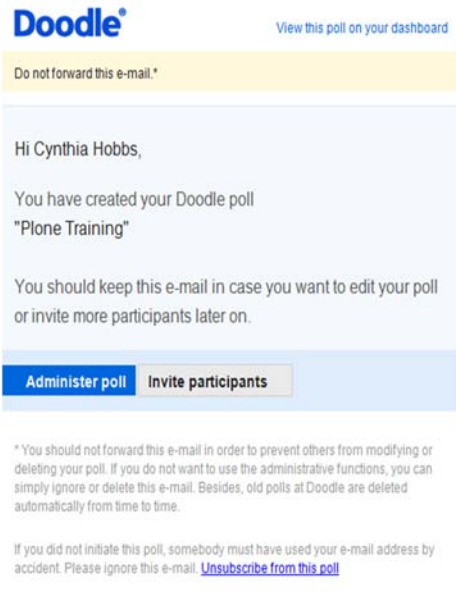 Doodle®
View this poll on your dashboard
Do not forward this e-mail.*
Hi Cynthia Hobbs,
You have created your Doodle poll
"Plone Training"
You should keep this e-mail in case you want to edit your poll
or invite more participants later on.
Administer poll
Invite participants
* You should not forward this e-mail in order to prevent others from modifying or
deleting your poll. If you do not want to use the administrative functions, you can
simply ignore or delete this e-mail. Besides, old polls at Doodle are deleted
automatically from time to time.
If you did not initiate this poll, somebody must have used your e-mail address by
accident. Please ignore this e-mail. Unsubscribe from this poll